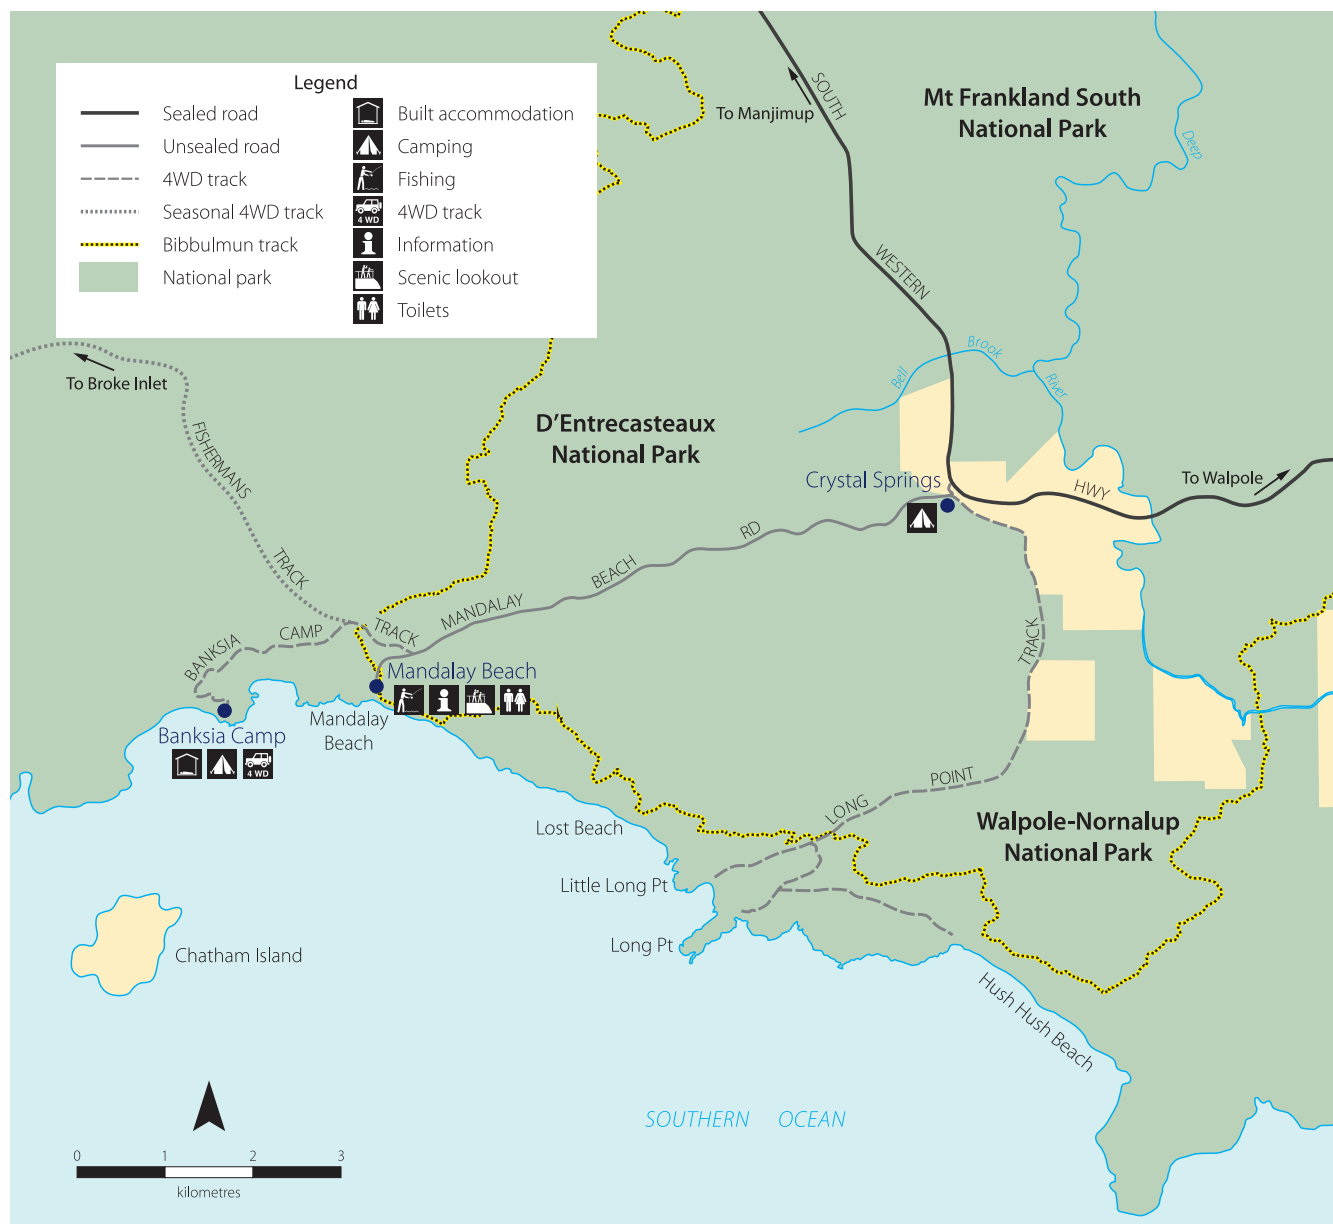 Legend
Sealed road
Unsealed road
4WD track
Seasonal 4WD track
Bibbulmun track
National park
Built accommodation
Camping
Fishing
4 WD
4WD track
Information
Scenic lookout
Toilets
To Manjimup
SOUTH
WESTERN
HWY
Mt Frankland South
National Park
Deep
River
Bell
Brook
To Broke Inlet
FISHERMANS
TRACK
D'Entrecasteaux
National Park
Crystal Springs
To Walpole
MANDALAY
BEACH
RD
BANKSIA
CAMP
TRACK
Mandalay Beach
Mandalay
Beach
Banksia Camp
4 WD
LONG
POINT
TRACK
Lost Beach
Walpole-Nornalup
National Park
Little Long Pt
Long Pt
Chatham Island
Hush Hush Beach
SOUTHERN OCEAN
0 1 2 3
kilometres